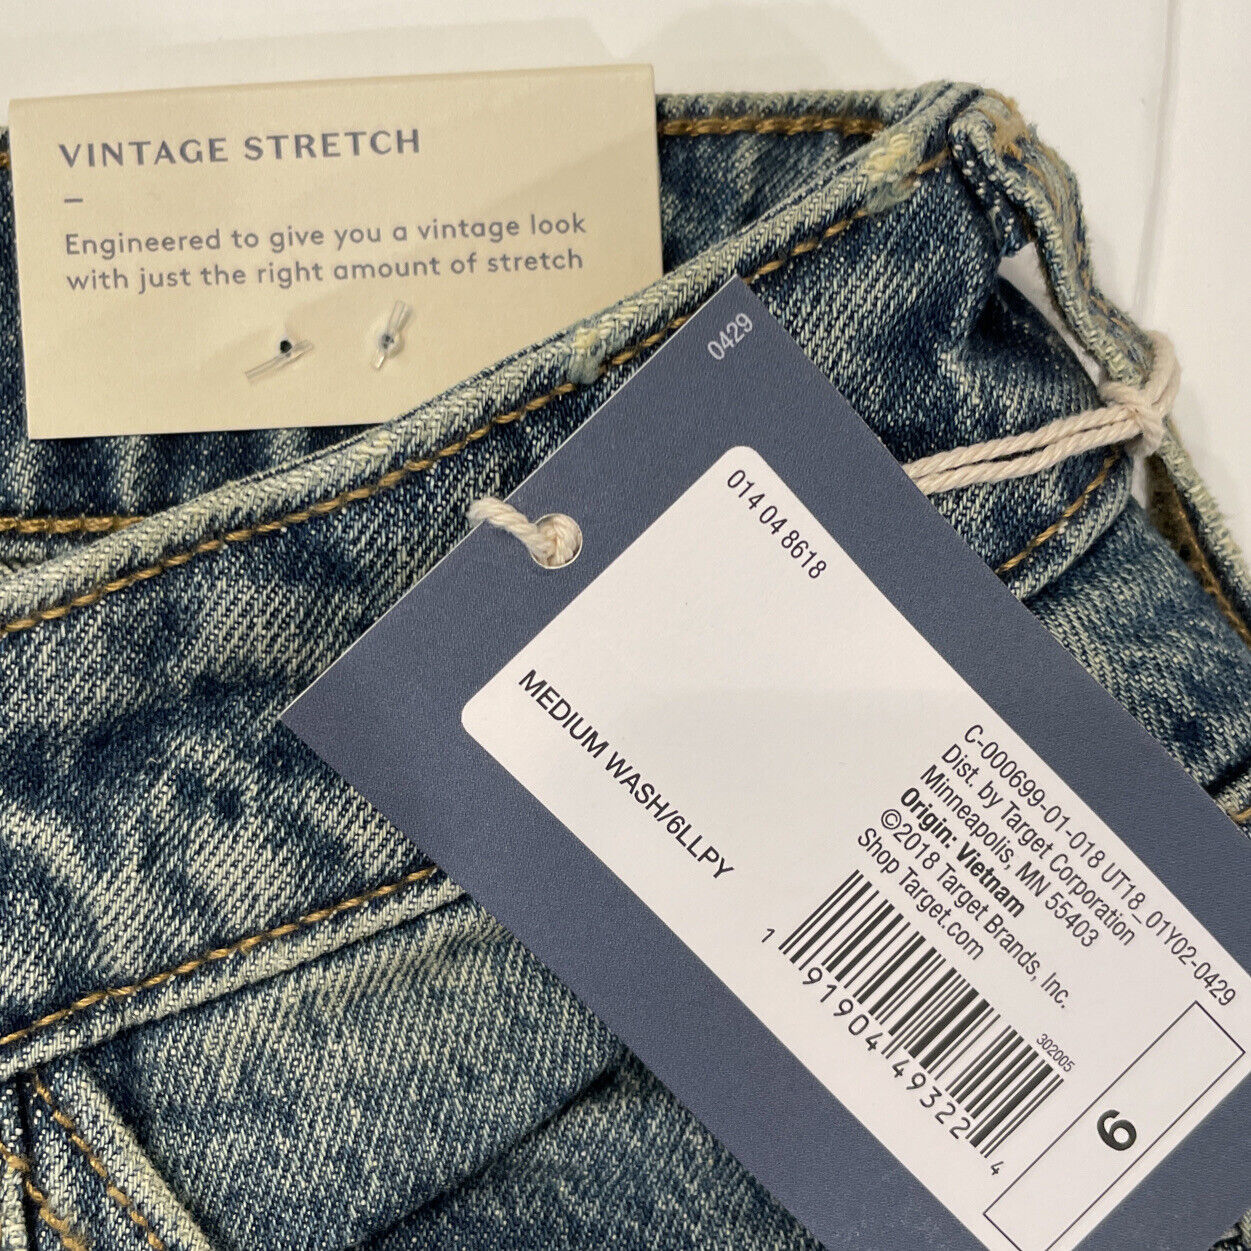 VINTAGE STRETCH
Engineered to give you a vintage look
with just the right amount of stretch
0429
014 04 8618
MEDIUM WASH/6LLPY
C-000699-01-018 UT18_01Y02-0429
Dist. by Target Corporation
Minneapolis, MN 55403
Origin: Vietnam
©2018 Target Brands, Inc.
Shop Target.com
302005
1 91904 49322 4
6